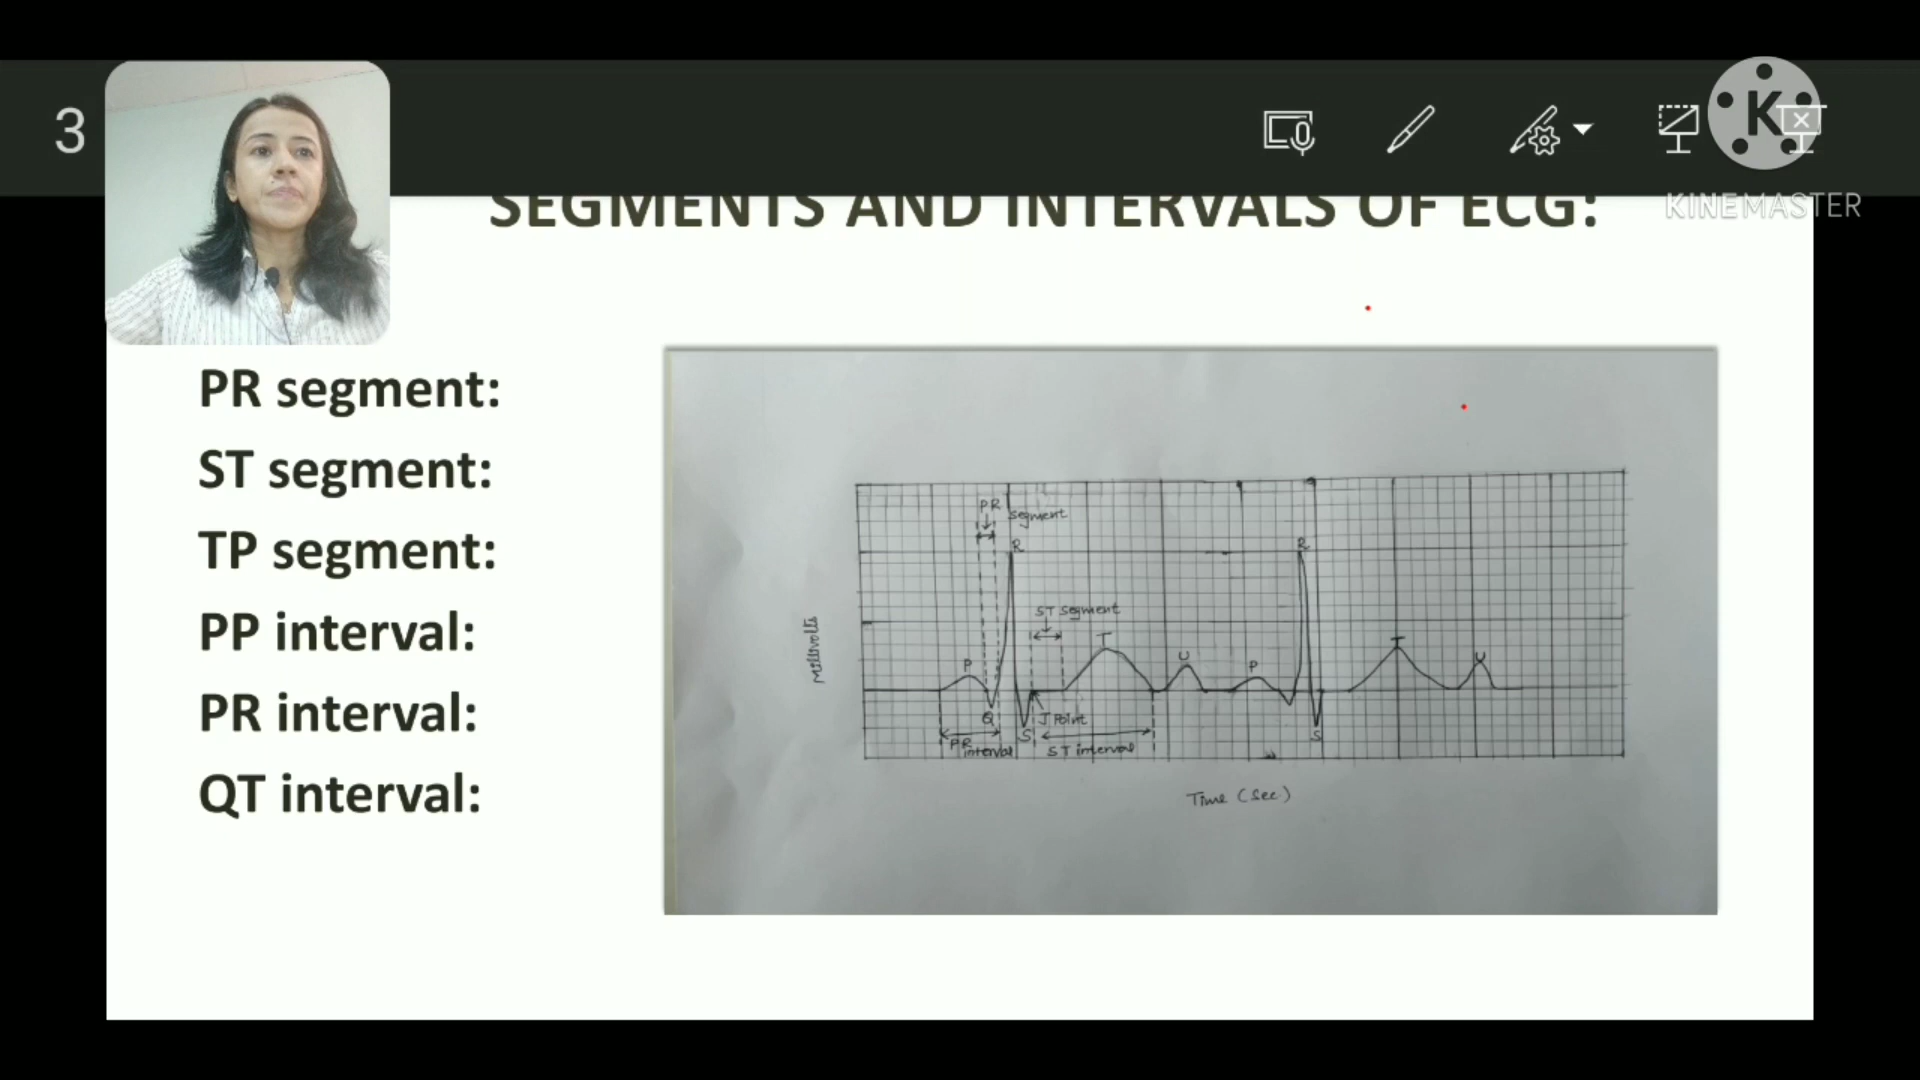 3
K
KINEMASTER
SEGMENTS AND INTERVALS OF ECG:
PR segment:
ST segment:
TP segment:
PP interval:
PR interval:
QT interval:
PR segment
R
R
ST segment
T
T
P
U
P
U
Millivolts
Q
S
J Point
S
PR interval
ST interval
Time (sec)